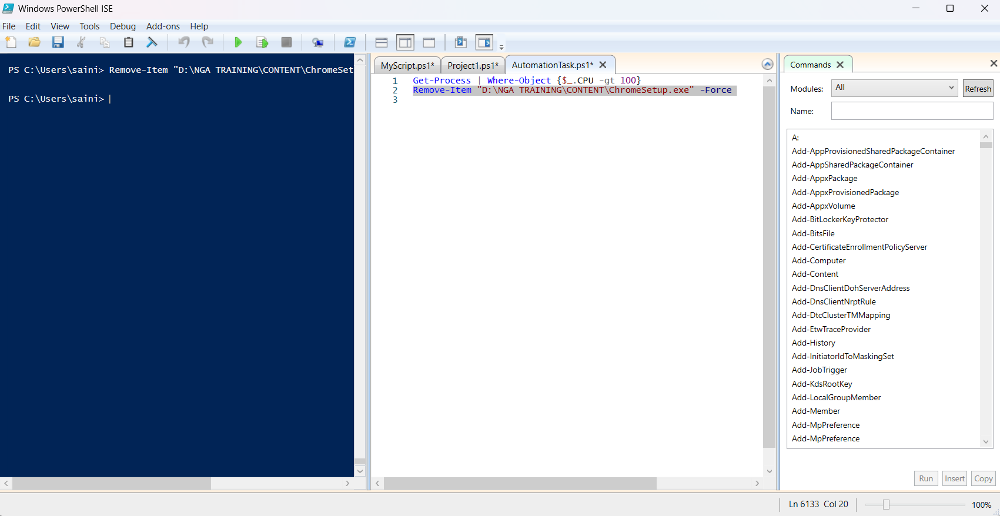 Windows PowerShell ISE
File Edit View Tools Debug Add-ons Help
PS C:\Users\saini> Remove-Item "D:\NGA TRAINING\CONTENT\ChromeSet
PS C:\Users\saini>
MyScript.ps1* Project1.ps1* AutomationTask.ps1*
1 Get-Process | Where-Object {$_.CPU -gt 100}
2 Remove-Item "D:\NGA TRAINING\CONTENT\ChromeSetup.exe" -Force
3
Commands
Modules: All Refresh
Name:
A:
Add-AppProvisionedSharedPackageContainer
Add-AppSharedPackageContainer
Add-AppxPackage
Add-AppxProvisionedPackage
Add-AppxVolume
Add-BitLockerKeyProtector
Add-BitsFile
Add-CertificateEnrollmentPolicyServer
Add-Computer
Add-Content
Add-DnsClientDohServerAddress
Add-DnsClientNrptRule
Add-DtcClusterTMMapping
Add-EtwTraceProvider
Add-History
Add-InitiatorIdToMaskingSet
Add-JobTrigger
Add-KdsRootKey
Add-LocalGroupMember
Add-Member
Add-MpPreference
Add-MpPreference
Run Insert Copy
Ln 6133 Col 20 100%